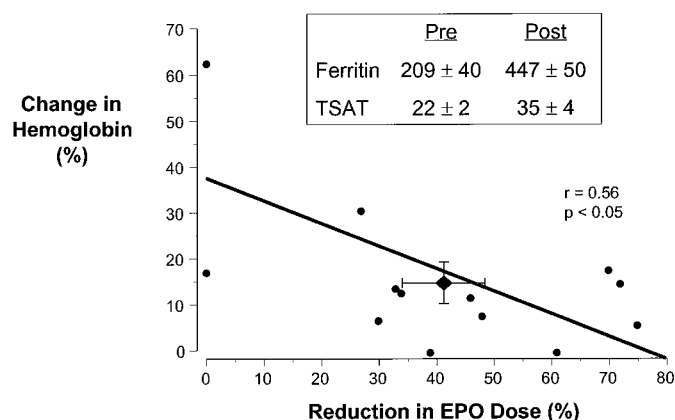 Pre Post
Ferritin 209 ± 40 447 ± 50
TSAT 22 ± 2 35 ± 4
Change in
Hemoglobin
(%)
70
60
50
40
30
20
10
0
r = 0.56
p < 0.05
0 10 20 30 40 50 60 70 80
Reduction in EPO Dose (%)